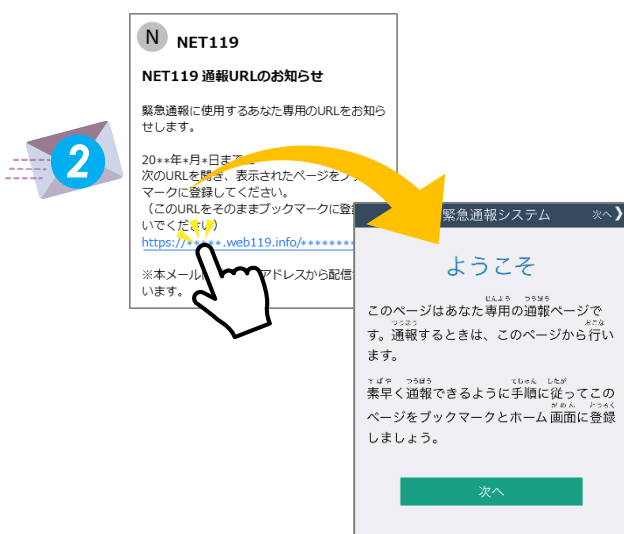 2
N NET119
NET119 通報URLのお知らせ
緊急通報に使用するあなた専用のURLをお知ら
せします。
20**年*月*日まで
次のURLを開き、表示されたページをブ
マークに登録してください。
（このURLをそのままブックマークに登
いでください）
https://*****.web119.info/********
※本メール アドレスから配信
います。
緊急通報システム 次へ ❯
ようこそ
このページはあなた専用の通報ページで
す。通報するときは、このページから行い
ます。
素早く通報できるように手順に従ってこの
ページをブックマークとホーム画面に登録
しましょう。
次へ